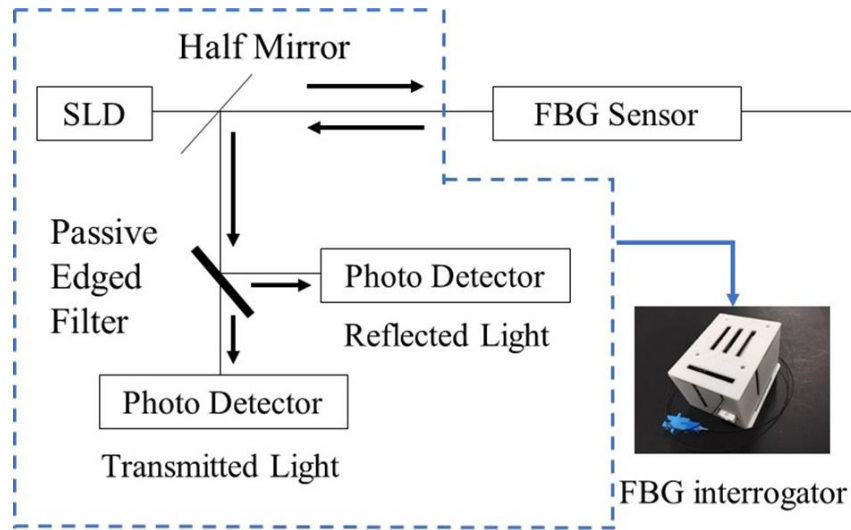 Half Mirror
SLD
FBG Sensor
Passive
Edged
Filter
Photo Detector
Reflected Light
Photo Detector
Transmitted Light
FBG interrogator